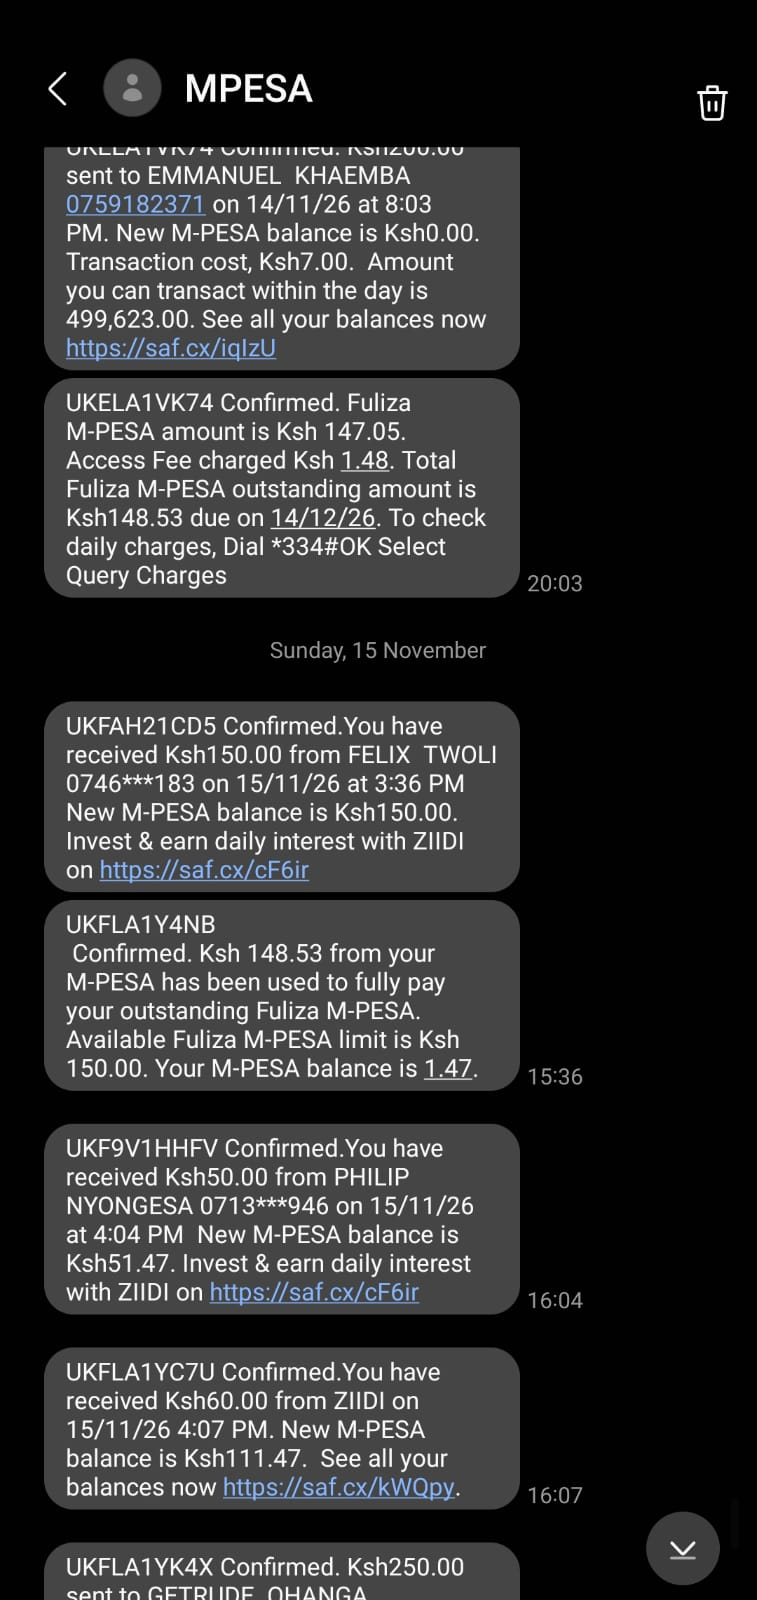 MPESA
UKELA1VK74 Confirmed. Ksh200.00
sent to EMMANUEL  KHAEMBA
0759182371 on 14/11/26 at 8:03
PM. New M-PESA balance is Ksh0.00.
Transaction cost, Ksh7.00.  Amount
you can transact within the day is
499,623.00. See all your balances now
https://saf.cx/iqIzU
UKELA1VK74 Confirmed. Fuliza
M-PESA amount is Ksh 147.05.
Access Fee charged Ksh 1.48. Total
Fuliza M-PESA outstanding amount is
Ksh148.53 due on 14/12/26. To check
daily charges, Dial *334#OK Select
Query Charges
20:03
Sunday, 15 November
UKFAH21CD5 Confirmed.You have
received Ksh150.00 from FELIX  TWOLI
0746***183 on 15/11/26 at 3:36 PM
New M-PESA balance is Ksh150.00.
Invest & earn daily interest with ZIIDI
on https://saf.cx/cF6ir
UKFLA1Y4NB
Confirmed. Ksh 148.53 from your
M-PESA has been used to fully pay
your outstanding Fuliza M-PESA.
Available Fuliza M-PESA limit is Ksh
150.00. Your M-PESA balance is 1.47.
15:36
UKF9V1HHFV Confirmed.You have
received Ksh50.00 from PHILIP
NYONGESA 0713***946 on 15/11/26
at 4:04 PM  New M-PESA balance is
Ksh51.47. Invest & earn daily interest
with ZIIDI on https://saf.cx/cF6ir
16:04
UKFLA1YC7U Confirmed.You have
received Ksh60.00 from ZIIDI on
15/11/26 4:07 PM. New M-PESA
balance is Ksh111.47.  See all your
balances now https://saf.cx/kWQpy.
16:07
UKFLA1YK4X Confirmed. Ksh250.00
sent to GETRUDE  OHANGA